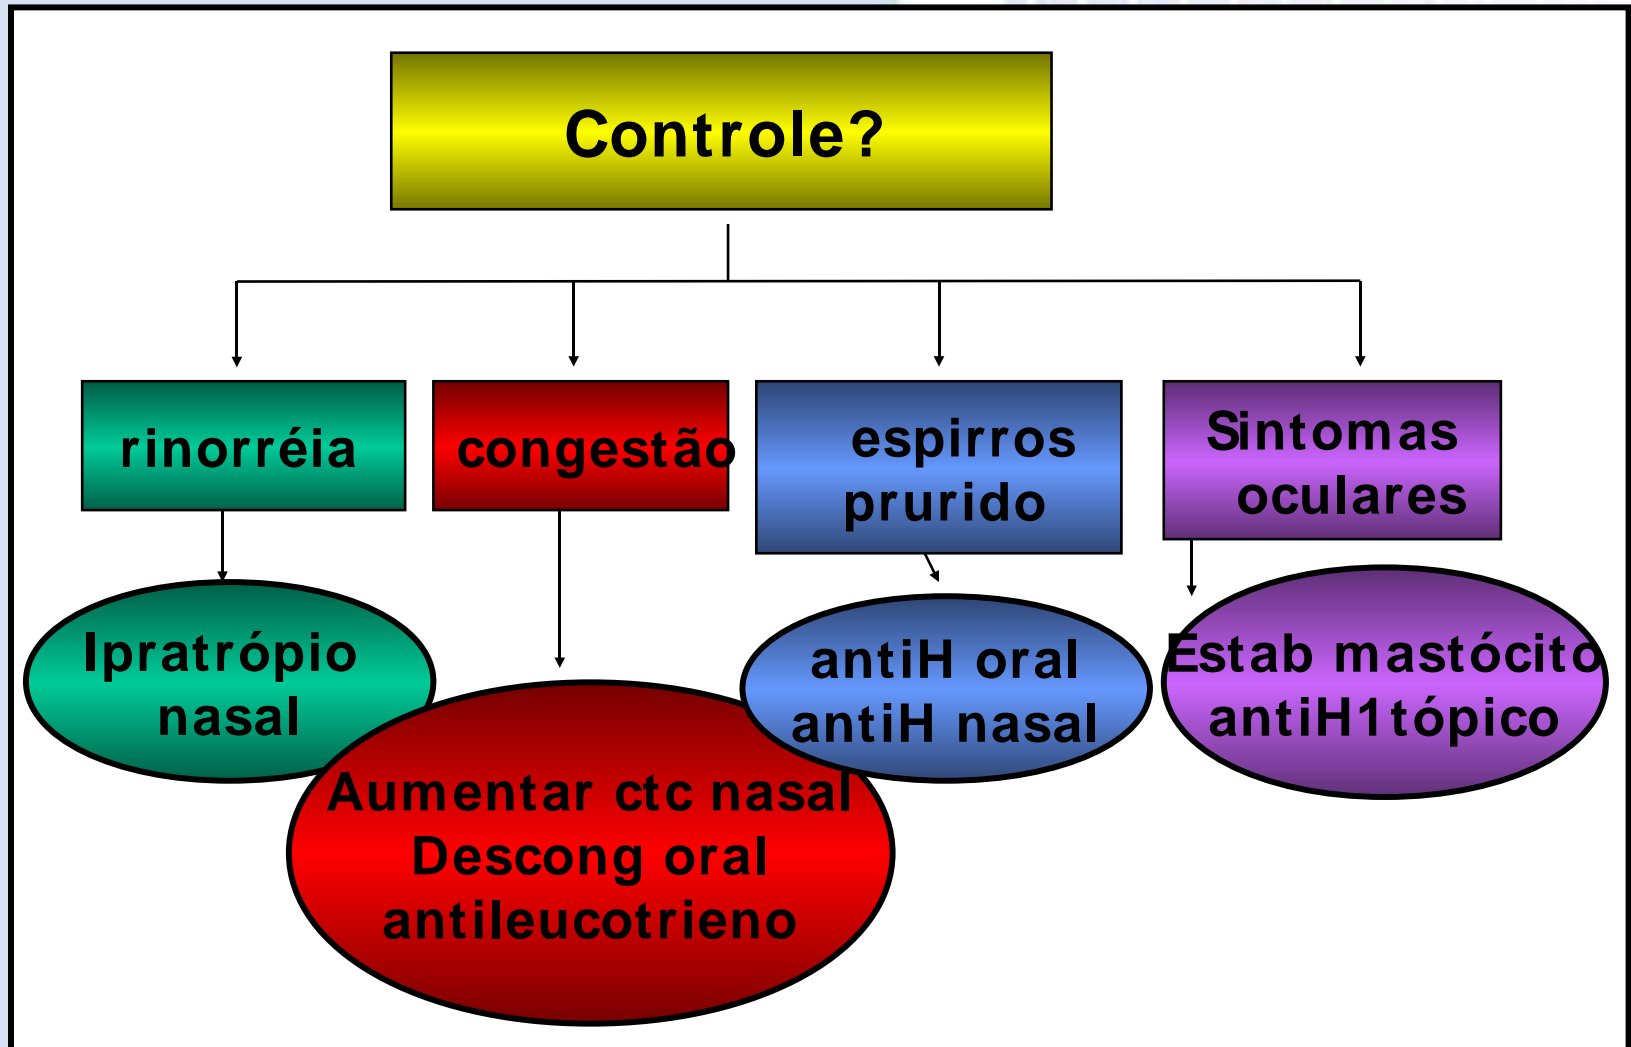 Controle?
rinorréia
congestão
espirros
prurido
Sintomas
oculares
Ipratrópio
nasal
Aumentar ctc nasal
Descong oral
antileucotrieno
antiH oral
antiH nasal
Estab mastócito
antiH1tópico